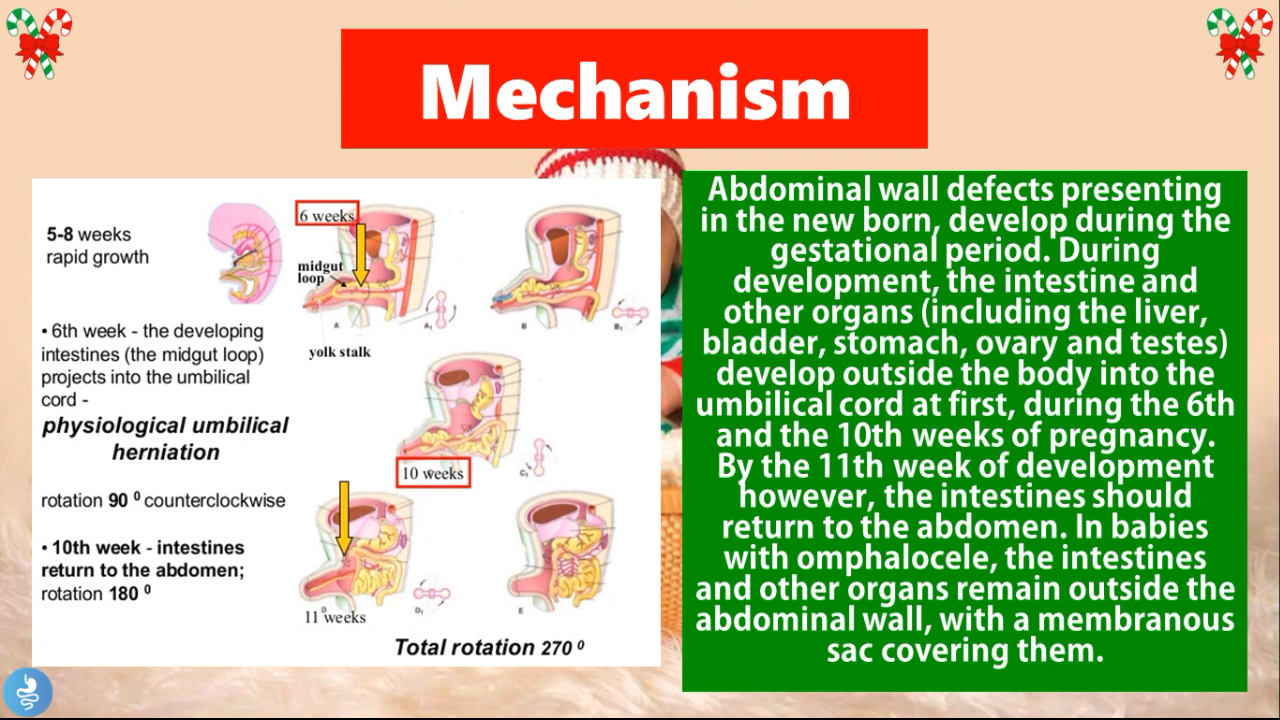 Mechanism
5-8 weeks
rapid growth
• 6th week - the developing
intestines (the midgut loop)
projects into the umbilical
cord -
physiological umbilical
herniation
rotation 90 ⁰ counterclockwise
• 10th week - intestines
return to the abdomen;
rotation 180 ⁰
6 weeks
midgut
loop
A
A₁
B
B₁
yolk stalk
10 weeks
C₁
D
11 weeks
D₁
E
Total rotation 270 ⁰
Abdominal wall defects presenting
in the new born, develop during the
gestational period. During
development, the intestine and
other organs (including the liver,
bladder, stomach, ovary and testes)
develop outside the body into the
umbilical cord at first, during the 6th
and the 10th weeks of pregnancy.
By the 11th week of development
however, the intestines should
return to the abdomen. In babies
with omphalocele, the intestines
and other organs remain outside the
abdominal wall, with a membranous
sac covering them.